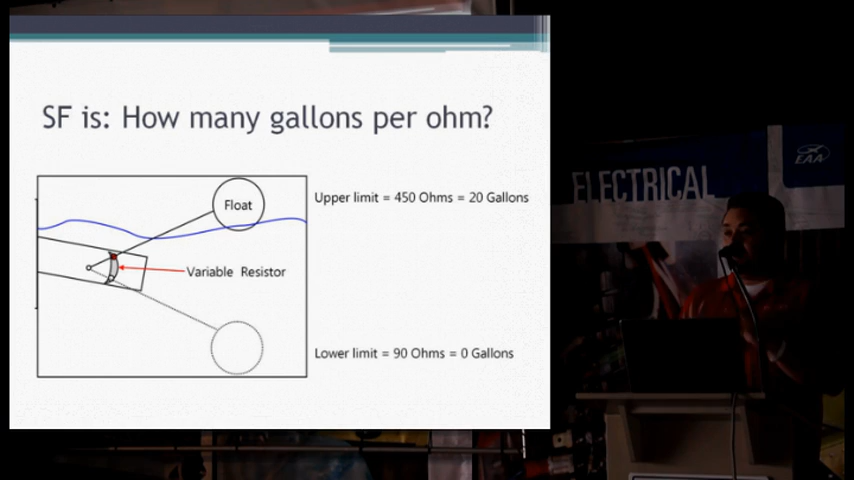 SF is: How many gallons per ohm?
Float
Upper limit = 450 Ohms = 20 Gallons
Variable Resistor
Lower limit = 90 Ohms = 0 Gallons
ELECTRICAL
EAA